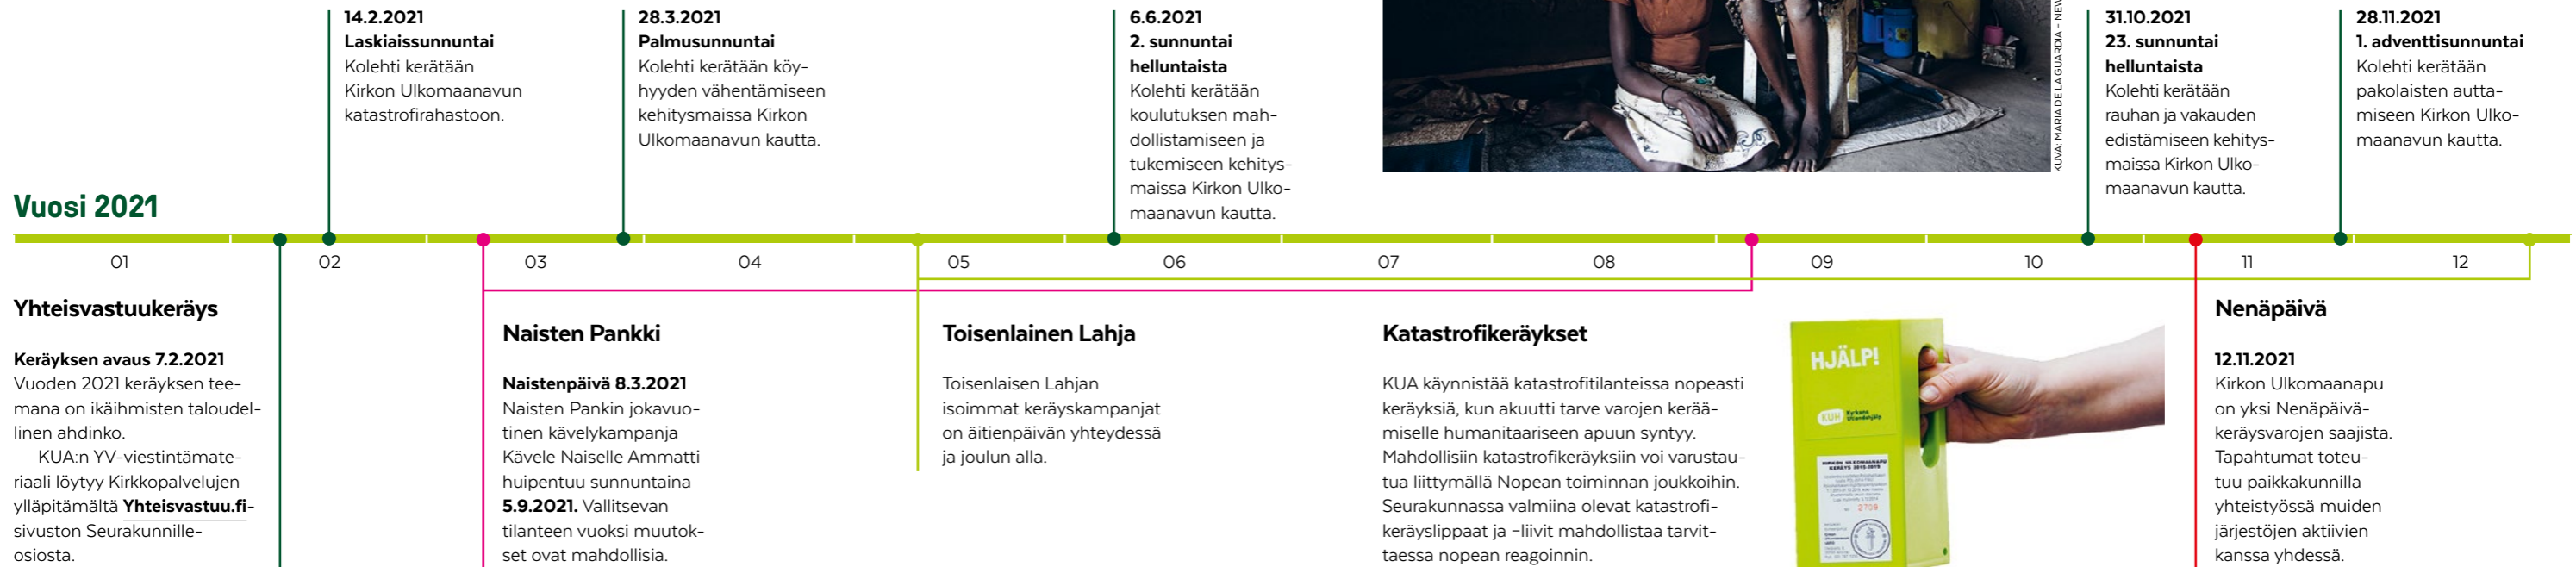 14.2.2021
Laskiaissunnuntai
Kolehti kerätään
Kirkon Ulkomaanavun
katastrofirahastoon.
28.3.2021
Palmusunnuntai
Kolehti kerätään köy-
hyyden vähentämiseen
kehitysmaissa Kirkon
Ulkomaanavun kautta.
6.6.2021
2. sunnuntai
helluntaista
Kolehti kerätään
koulutuksen mah-
dollistamiseen ja
tukemiseen kehitys-
maissa Kirkon Ulko-
maanavun kautta.
KUVA: MARIA DE LA GUARDIA – NEW
31.10.2021
23. sunnuntai
helluntaista
Kolehti kerätään
rauhan ja vakauden
edistämiseen kehitys-
maissa Kirkon Ulko-
maanavun kautta.
28.11.2021
1. adventtisunnuntai
Kolehti kerätään
pakolaisten autta-
miseen Kirkon Ulko-
maanavun kautta.
Vuosi 2021
01 02 03 04 05 06 07 08 09 10 11 12
Yhteisvastuukeräys
Keräyksen avaus 7.2.2021
Vuoden 2021 keräyksen tee-
mana on ikäihmisten taloudel-
linen ahdinko.
KUA:n YV-viestintämate-
riaali löytyy Kirkkopalvelujen
ylläpitämältä Yhteisvastuu.fi-
sivuston Seurakunnille-
osiosta.
Naisten Pankki
Naistenpäivä 8.3.2021
Naisten Pankin jokavuo-
tinen kävelykampanja
Kävele Naiselle Ammatti
huipentuu sunnuntaina
5.9.2021. Vallitsevan
tilanteen vuoksi muutok-
set ovat mahdollisia.
Toisenlainen Lahja
Toisenlaisen Lahjan
isoimmat keräyskampanjat
on äitienpäivän yhteydessä
ja joulun alla.
Katastrofikeräykset
KUA käynnistää katastrofitilanteissa nopeasti
keräyksiä, kun akuutti tarve varojen kerää-
miselle humanitaariseen apuun syntyy.
Mahdollisiin katastrofikeräyksiin voi varustau-
tua liittymällä Nopean toiminnan joukkoihin.
Seurakunnassa valmiina olevat katastrofi-
keräyslippaat ja –liivit mahdollistaa tarvit-
taessa nopean reagoinnin.
HJÄLP!
KUH Kyrkans
Utlandshjälp
KIRKON ULKOMAANAPU
KERÄYS 2015-2019
2709
Nenäpäivä
12.11.2021
Kirkon Ulkomaanapu
on yksi Nenäpäivä-
keräysvarojen saajista.
Tapahtumat toteu-
tuu paikkakunnilla
yhteistyössä muiden
järjestöjen aktiivien
kanssa yhdessä.